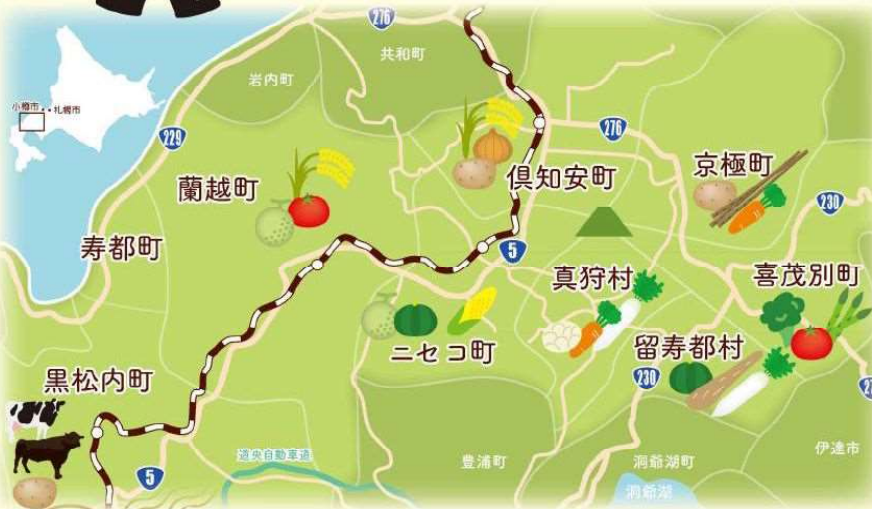 276
共和町
岩内町
小樽市
札幌市
229
276
蘭越町
倶知安町
京極町
230
寿都町
5
真狩村
喜茂別町
ニセコ町
留寿都村
230
黒松内町
道央自動車道
豊浦町
洞爺湖町
伊達市
5
洞爺湖